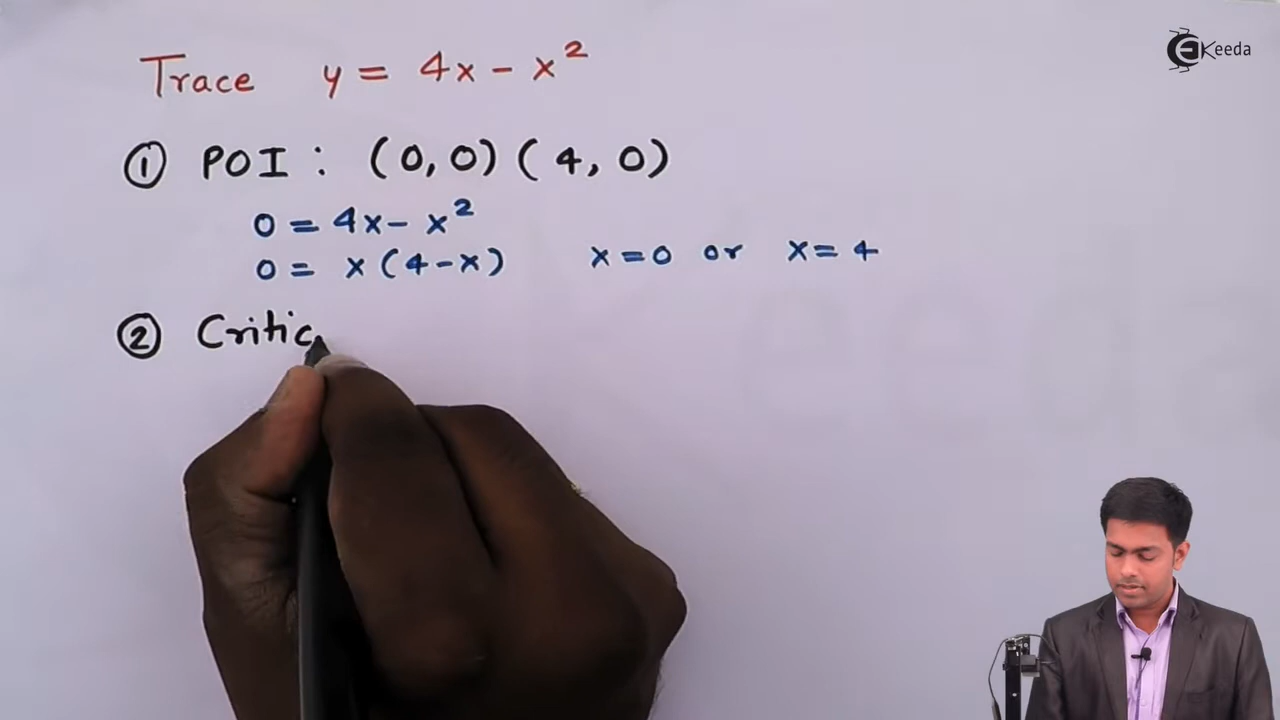 Trace y = 4x - x²
EKeeda
① POI : (0,0) (4,0)
0 = 4x - x²
0 = x(4-x) x=0 or x=4
② Critic